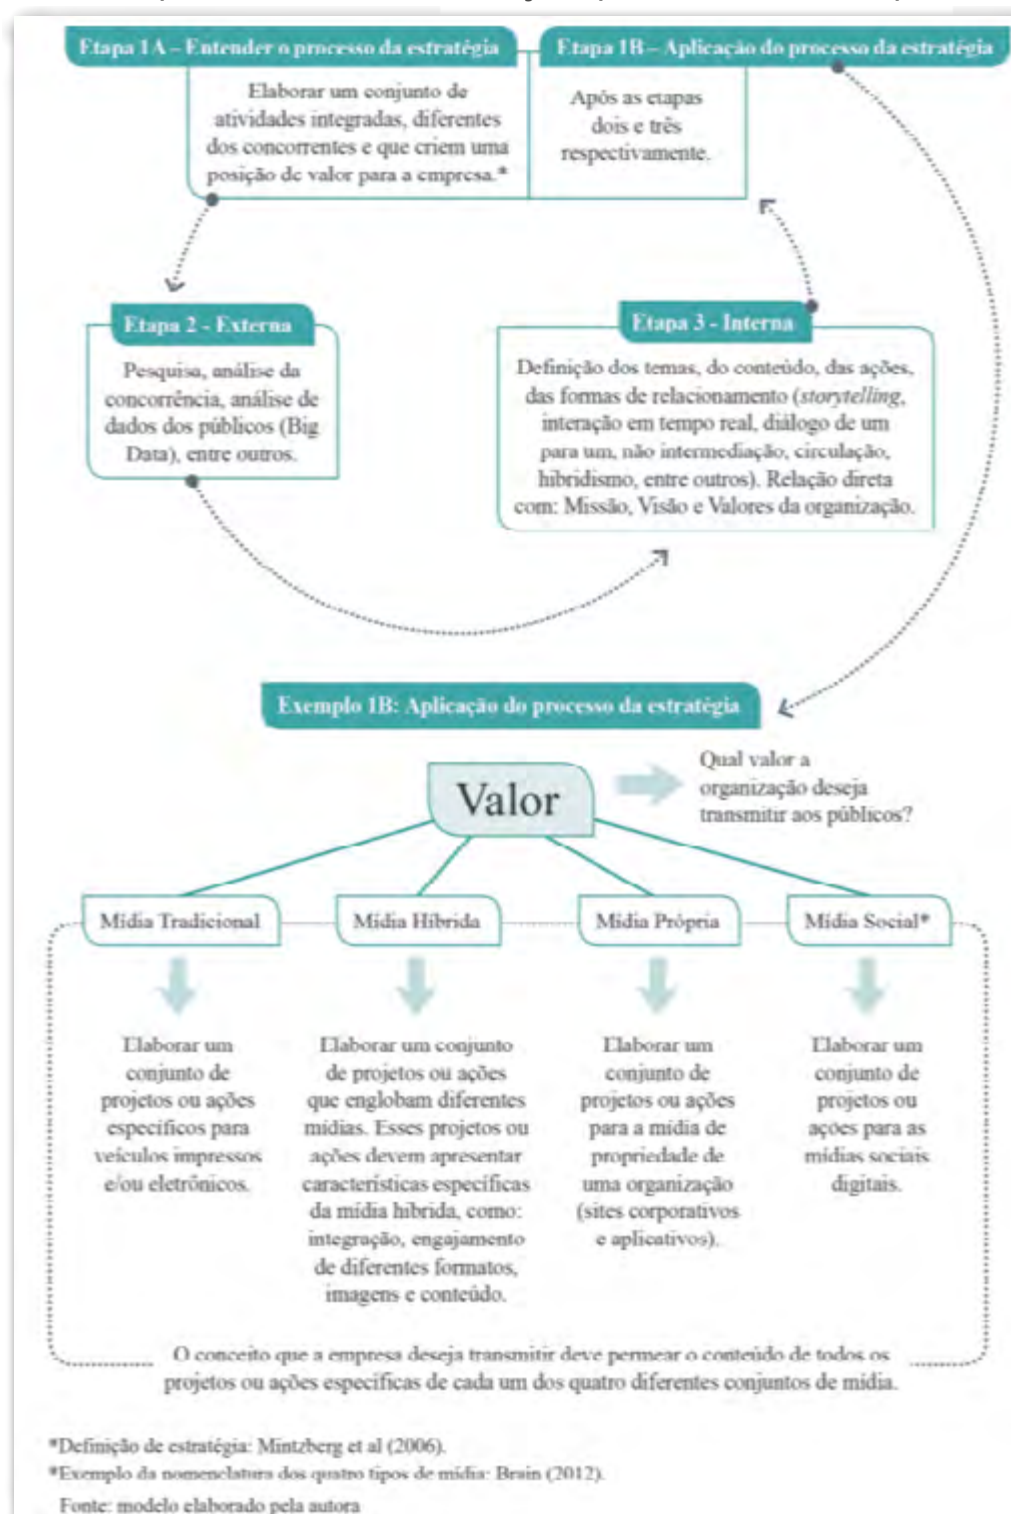 Etapa 1A – Entender o processo da estratégia
Etapa 1B – Aplicação do processo da estratégia
Elaborar um conjunto de
atividades integradas, diferentes
dos concorrentes e que criem uma
posição de valor para a empresa.*
Após as etapas
dois e três
respectivamente.
Etapa 2 - Externa
Pesquisa, análise da
concorrência, análise de
dados dos públicos (Big
Data), entre outros.
Etapa 3 - Interna
Definição dos temas, do conteúdo, das ações,
das formas de relacionamento (storytelling,
interação em tempo real, diálogo de um
para um, não intermediação, circulação,
hibridismo, entre outros). Relação direta
com: Missão, Visão e Valores da organização.
Exemplo 1B: Aplicação do processo da estratégia
Valor
Qual valor a
organização deseja
transmitir aos públicos?
Mídia Tradicional
Mídia Híbrida
Mídia Própria
Mídia Social*
Elaborar um
conjunto de
projetos ou ações
específicos para
veículos impressos
e/ou eletrônicos.
Elaborar um conjunto
de projetos ou ações
que englobam diferentes
mídias. Esses projetos ou
ações devem apresentar
características específicas
da mídia híbrida, como:
integração, engajamento
de diferentes formatos,
imagens e conteúdo.
Elaborar um
conjunto de
projetos ou ações
para a mídia de
propriedade de
uma organização
(sites corporativos
e aplicativos).
Elaborar um
conjunto de
projetos ou
ações para as
mídias sociais
digitais.
O conceito que a empresa deseja transmitir deve permear o conteúdo de todos os
projetos ou ações específicas de cada um dos quatro diferentes conjuntos de mídia.
*Definição de estratégia: Mintzberg et al (2006).
*Exemplo da nomenclatura dos quatro tipos de mídia: Brain (2012).
Fonte: modelo elaborado pela autora